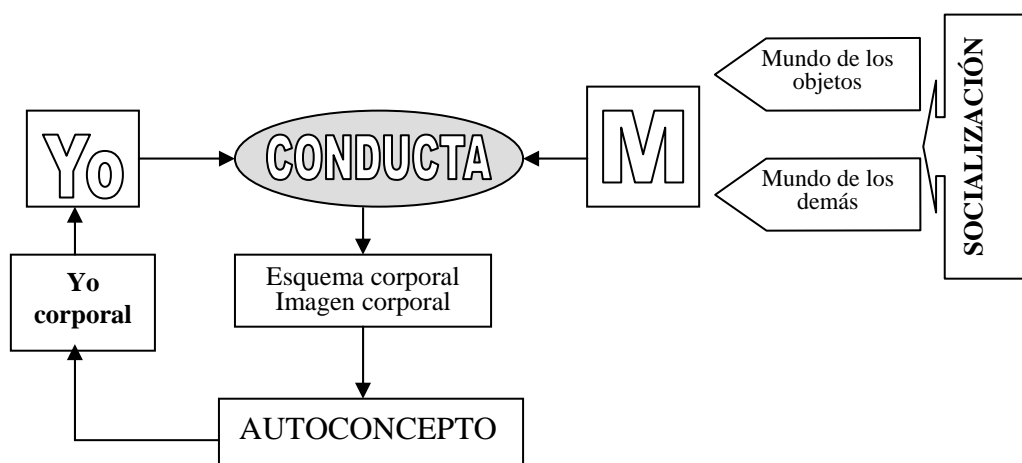 Yo
CONDUCTA
M
Mundo de los
objetos
Mundo de los
demás
SOCIALIZACIÓN
Yo
corporal
Esquema corporal
Imagen corporal
AUTOCONCEPTO